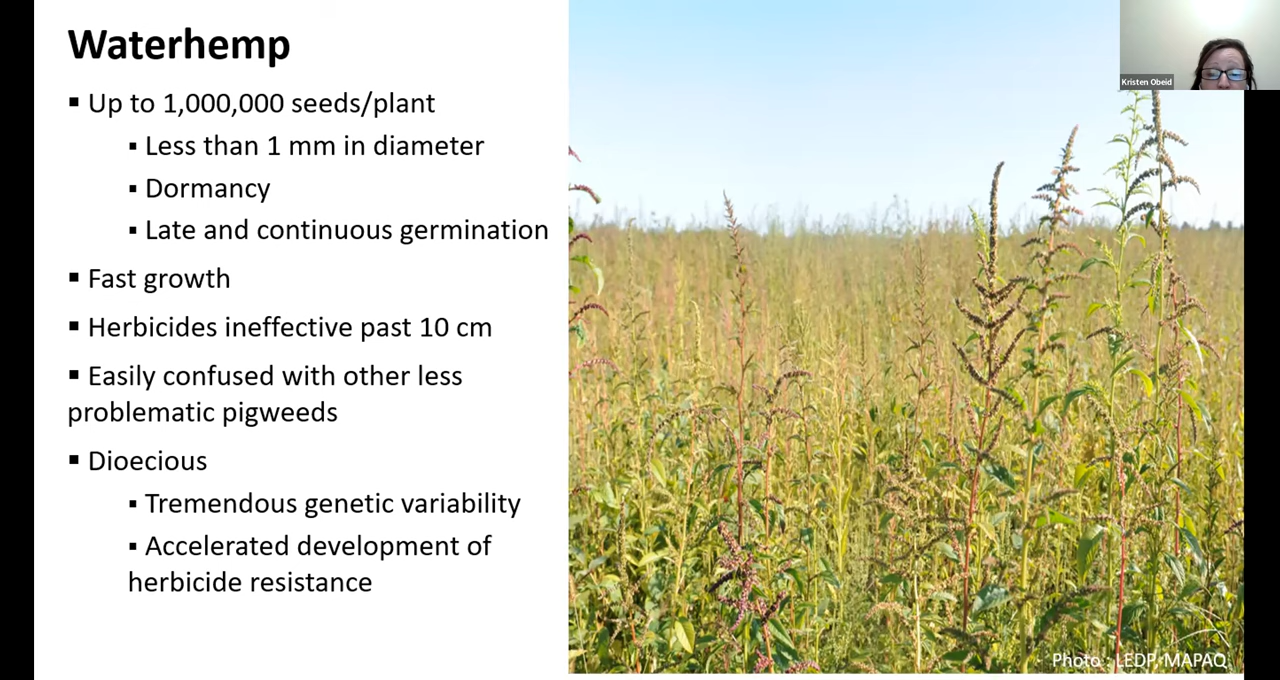 Waterhemp
▪ Up to 1,000,000 seeds/plant
▪ Less than 1 mm in diameter
▪ Dormancy
▪ Late and continuous germination
▪ Fast growth
▪ Herbicides ineffective past 10 cm
▪ Easily confused with other less
problematic pigweeds
▪ Dioecious
▪ Tremendous genetic variability
▪ Accelerated development of
herbicide resistance
Kristen Obeid
Photo : LEDP, MAPAQ